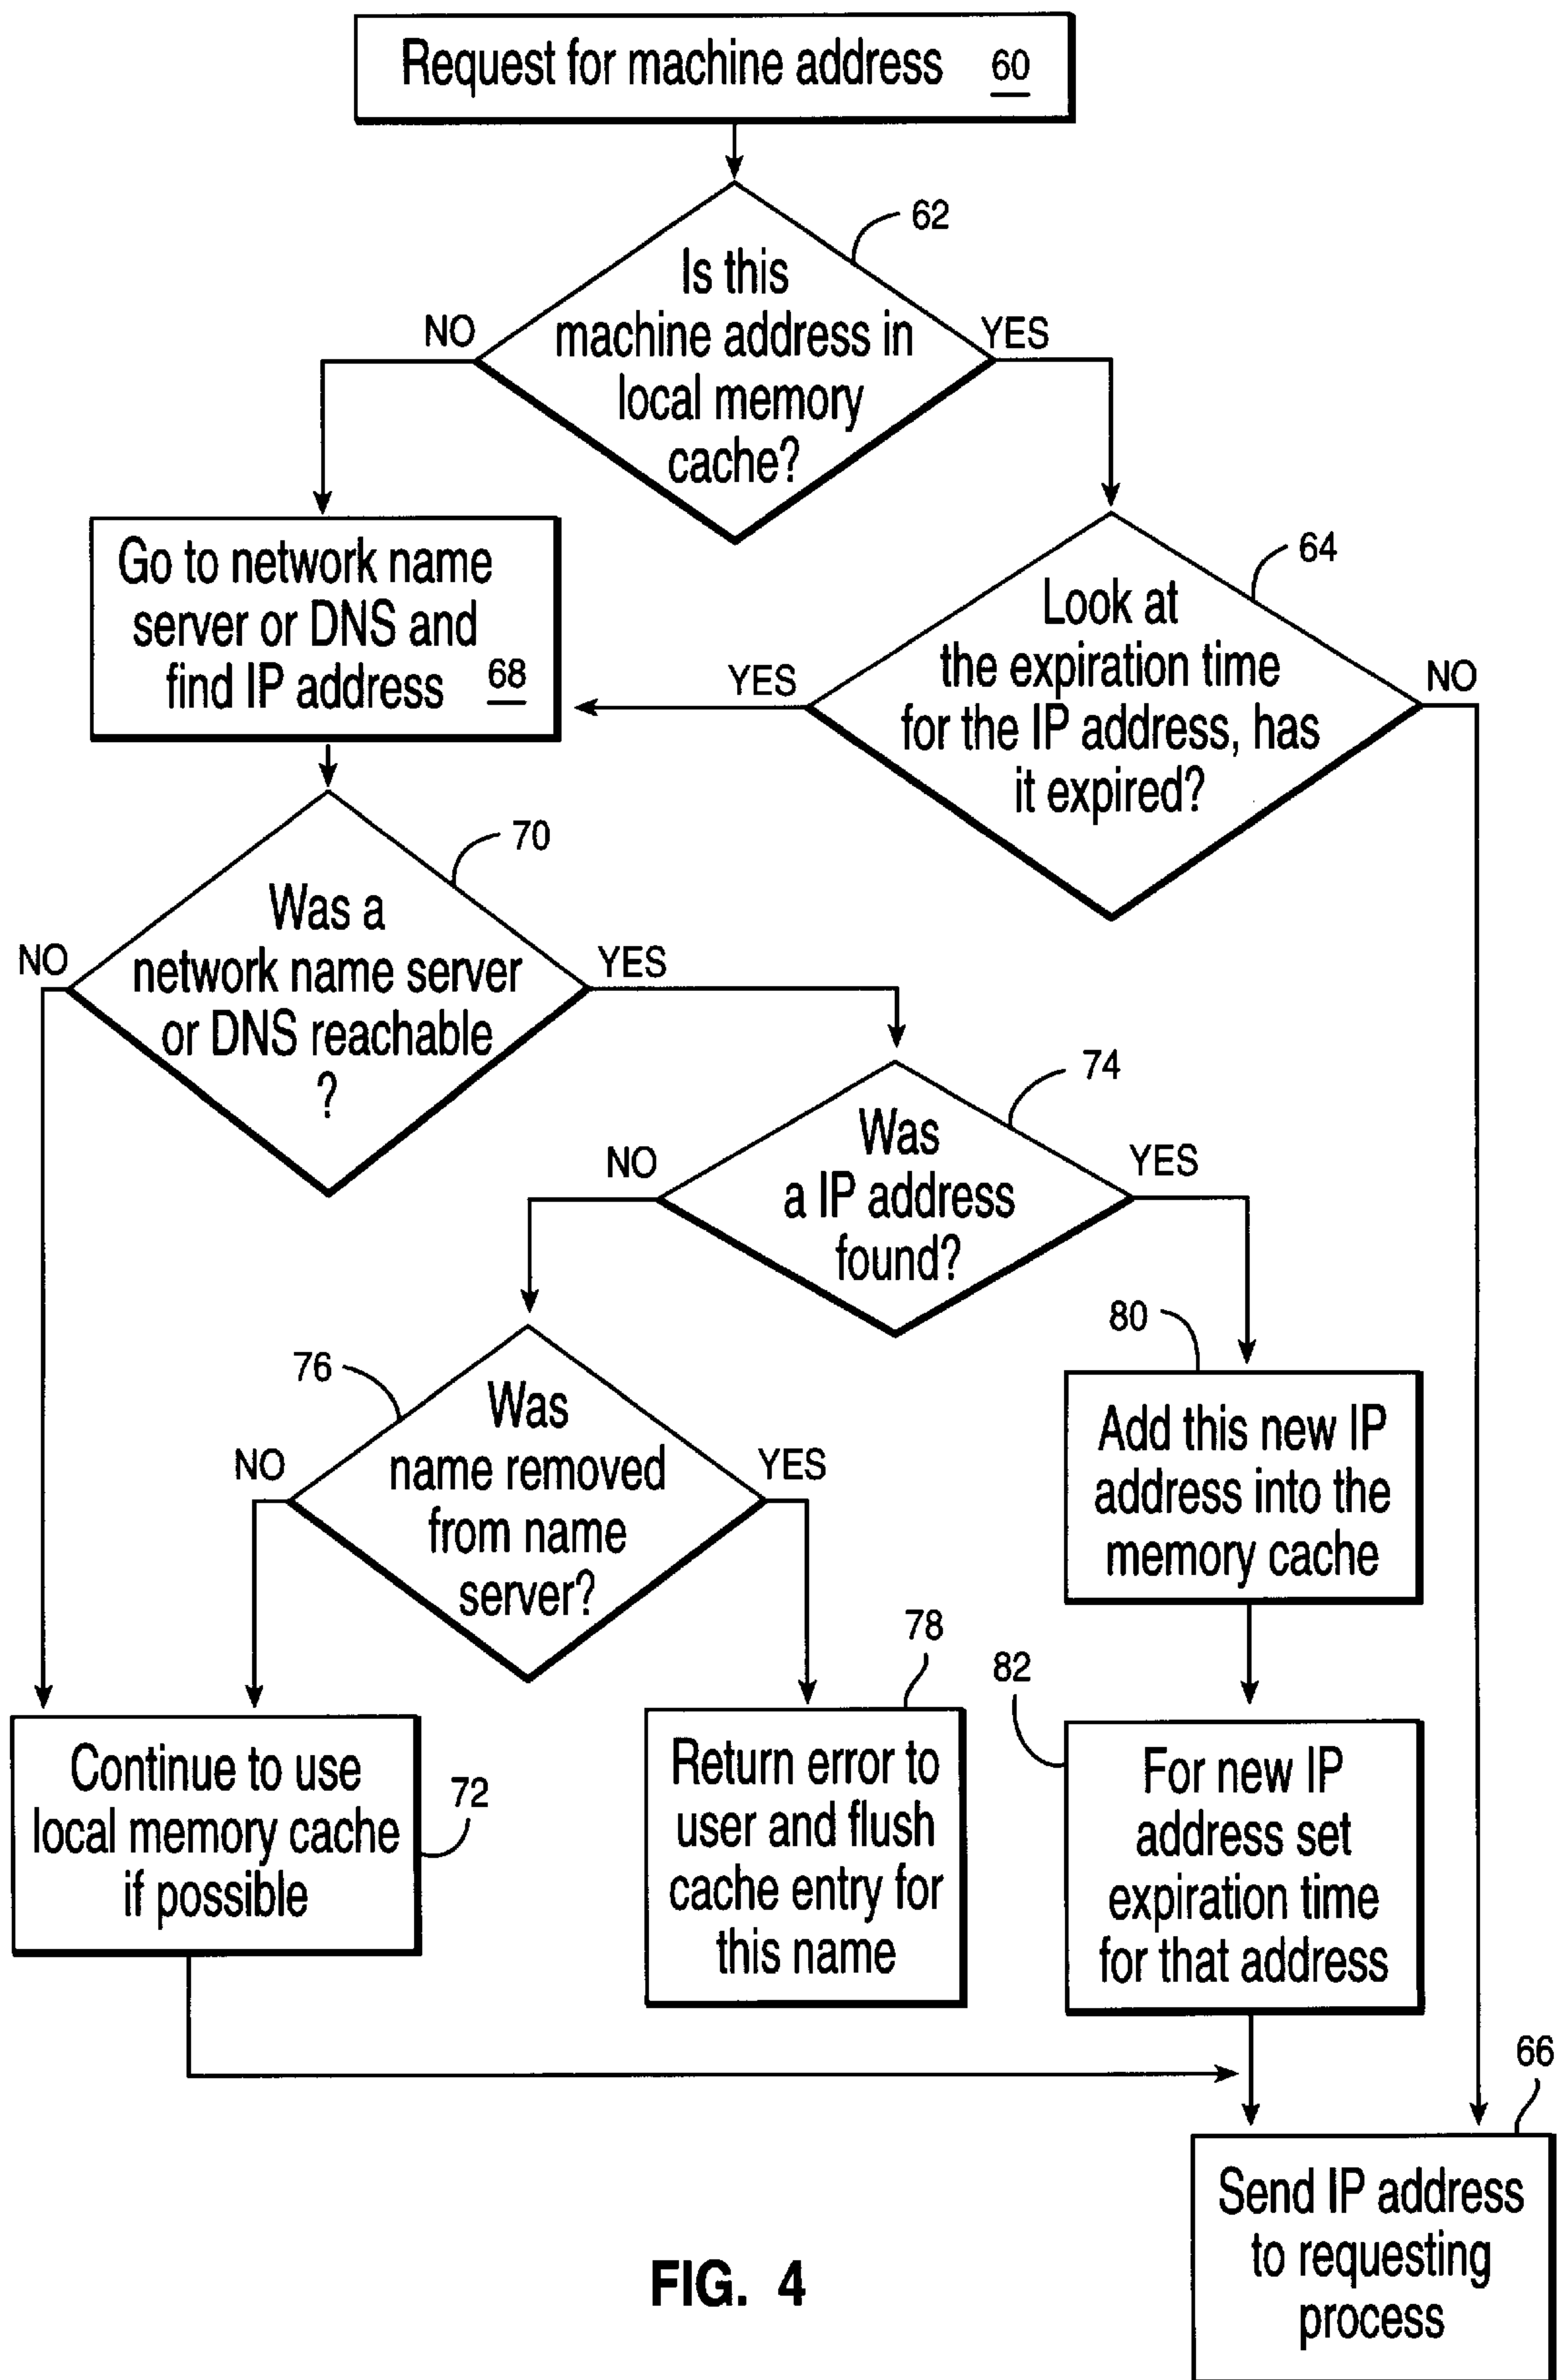 Request for machine address 60
62
Is this
machine address in
local memory
cache?
NO
YES
Go to network name
server or DNS and
find IP address 68
64
Look at
the expiration time
for the IP address, has
it expired?
YES
NO
70
Was a
network name server
or DNS reachable
?
NO
YES
74
Was
a IP address
found?
NO
YES
76
Was
name removed
from name
server?
NO
YES
80
Add this new IP
address into the
memory cache
72
Continue to use
local memory cache
if possible
78
Return error to
user and flush
cache entry for
this name
82
For new IP
address set
expiration time
for that address
66
Send IP address
to requesting
process
FIG. 4